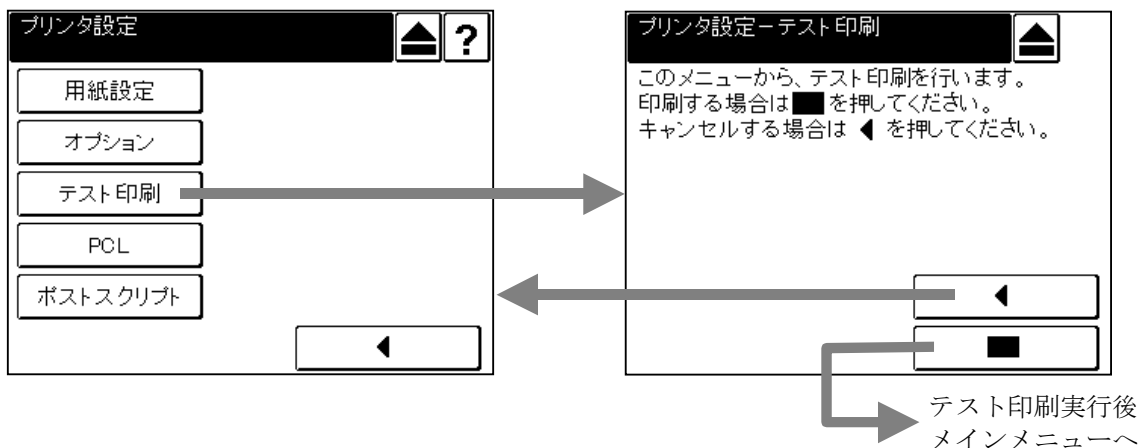 プリンタ設定
?
用紙設定
オプション
テスト印刷
PCL
ポストスクリプト
プリンタ設定－テスト印刷
このメニューから、テスト印刷を行います。
印刷する場合は■を押してください。
キャンセルする場合は ◀ を押してください。
テスト印刷実行後
メインメニューへ